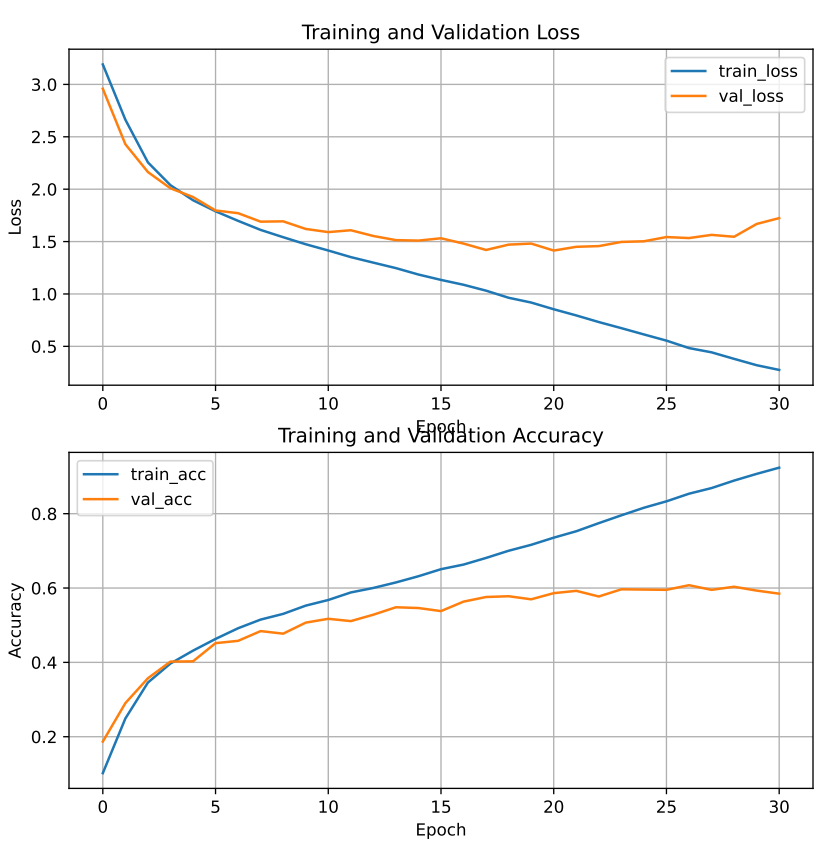 Training and Validation Loss
train_loss
val_loss
3.0
2.5
2.0
1.5
1.0
0.5
Loss
0 5 10 15 20 25 30
Epoch
Training and Validation Accuracy
train_acc
val_acc
0.8
0.6
0.4
0.2
Accuracy
0 5 10 15 20 25 30
Epoch